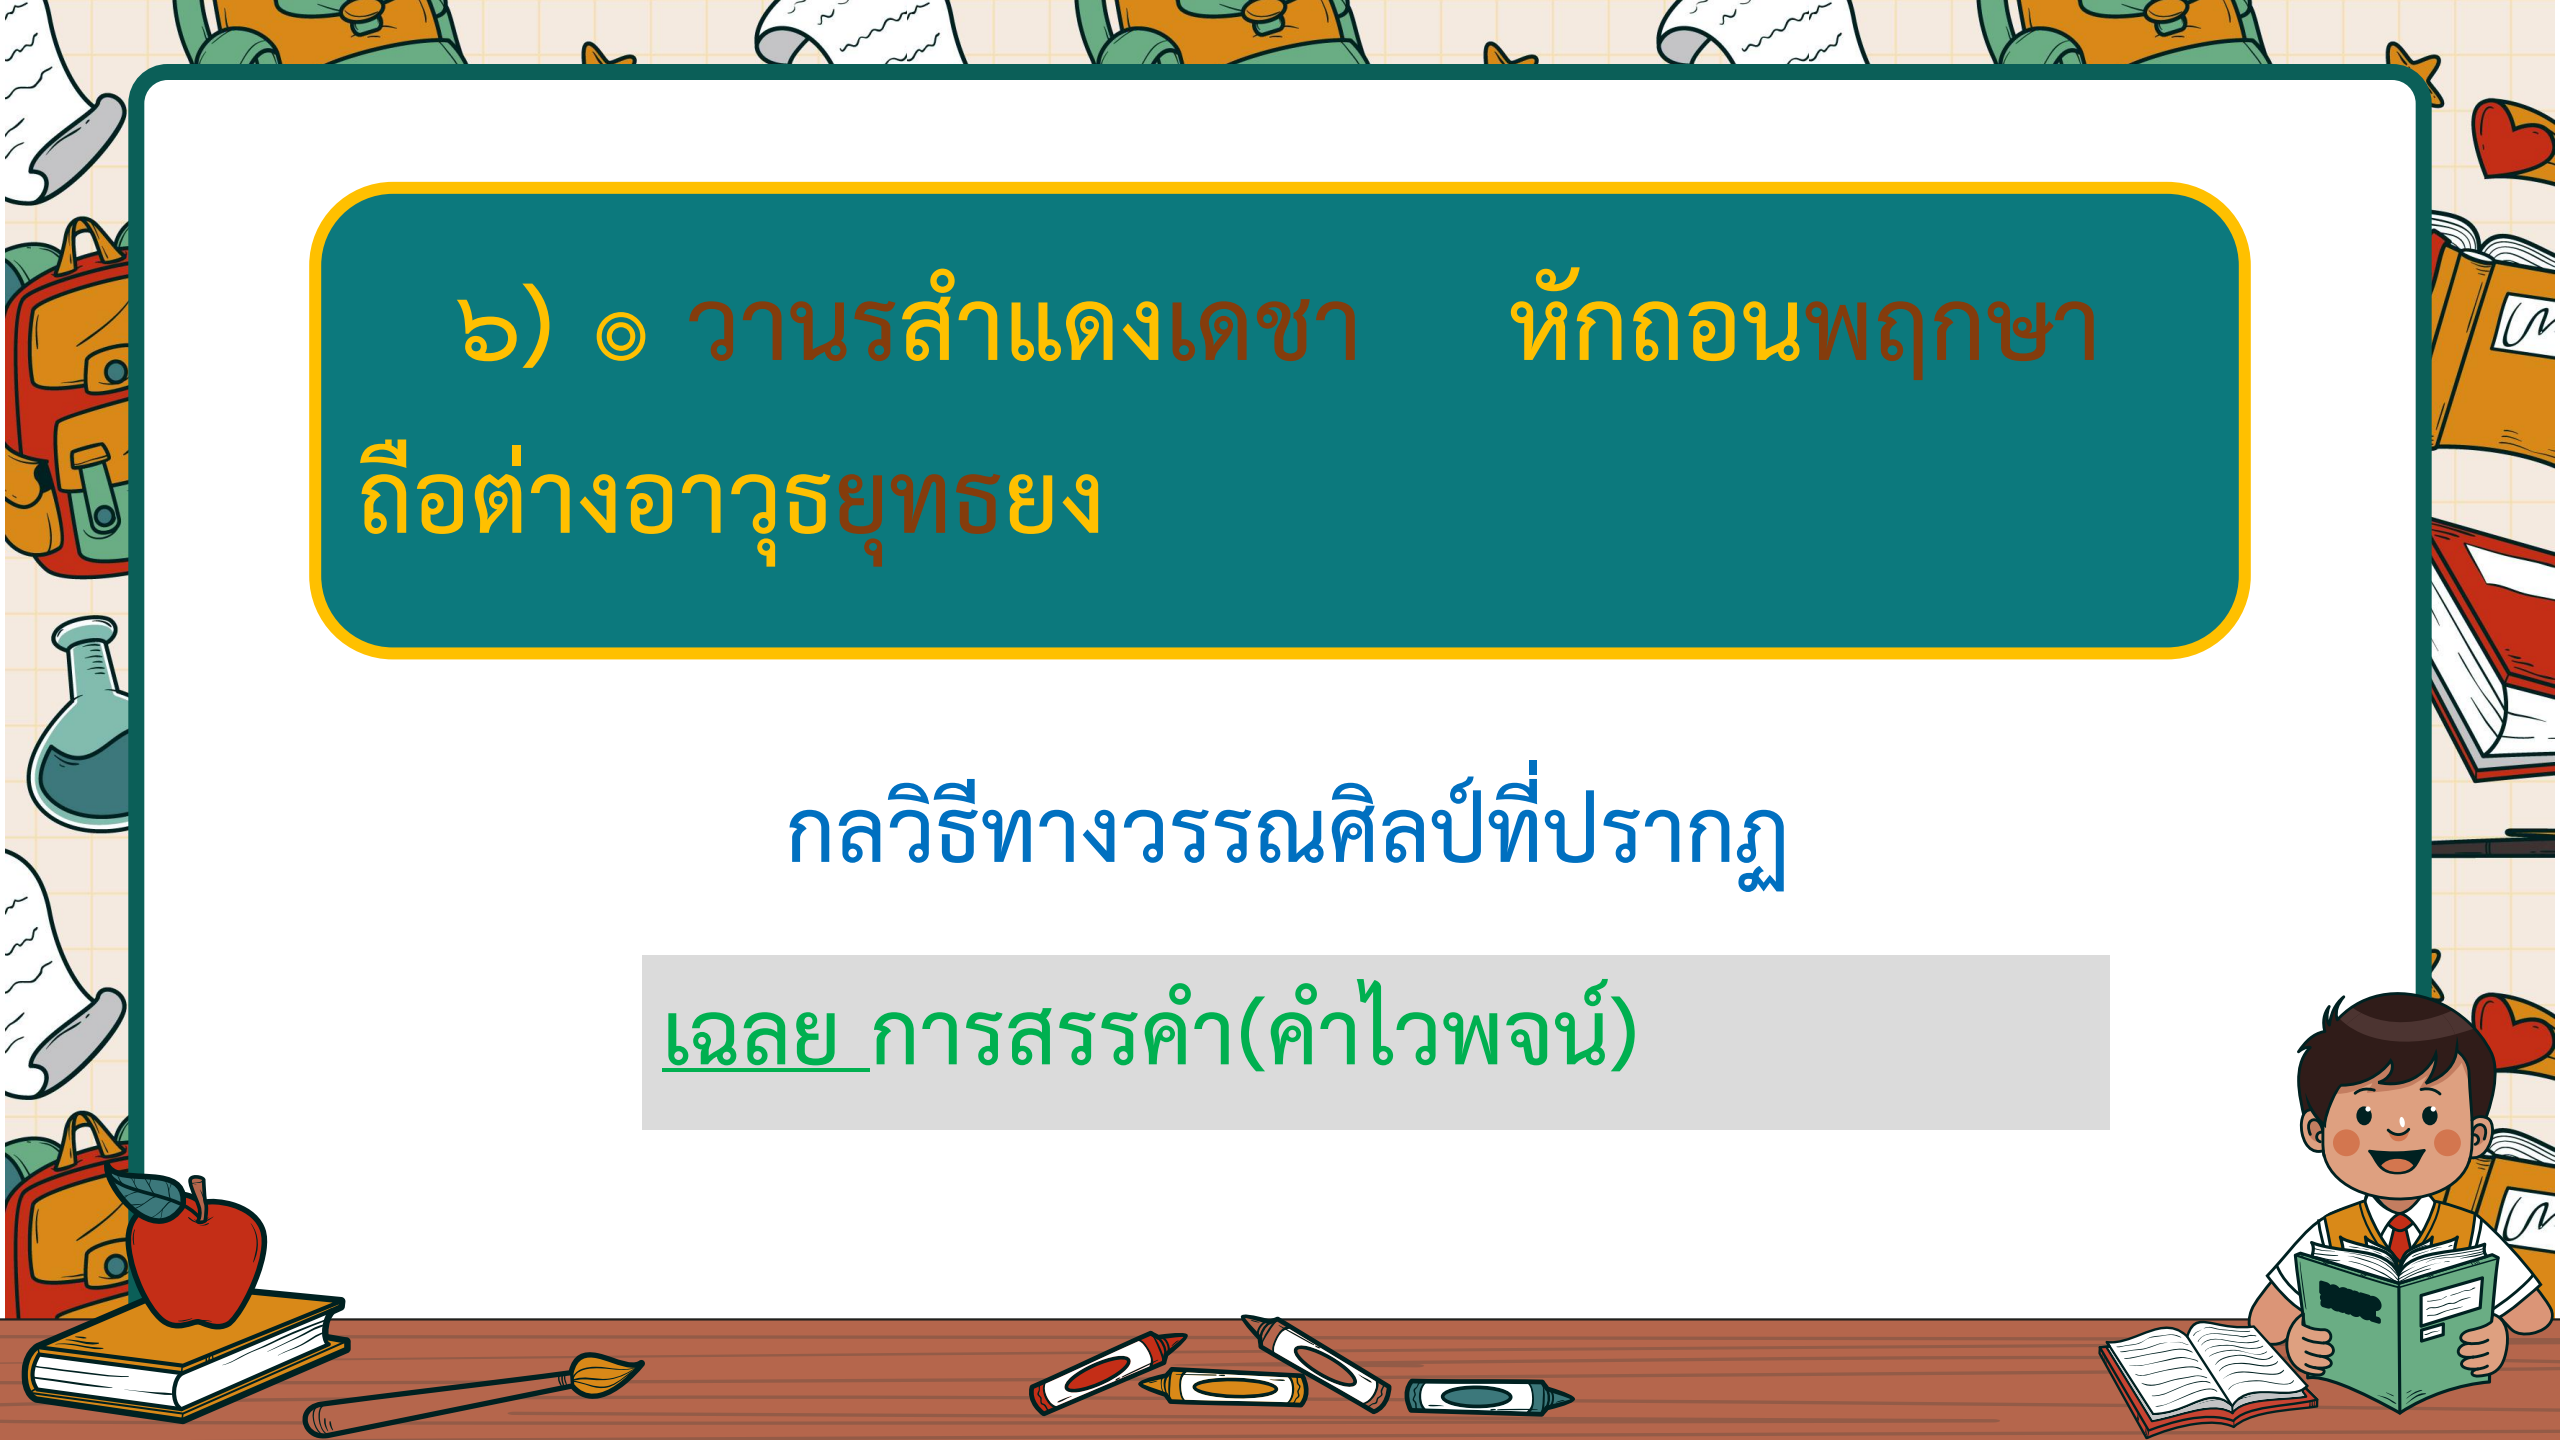 ๖) ๏ วานรสำแดงเดชา หักถอนพฤกษา
ถือต่างอาวุธยุทธยง
กลวิธีทางวรรณศิลป์ที่ปรากฏ
เฉลย การสรรคำ(คำไวพจน์)